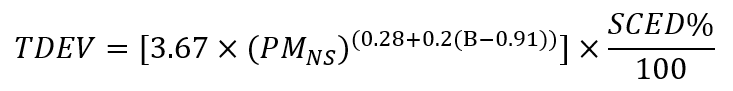 TDEV = [3.67 × (PM_NS)^(0.28+0.2(B−0.91))] × SCED%/100